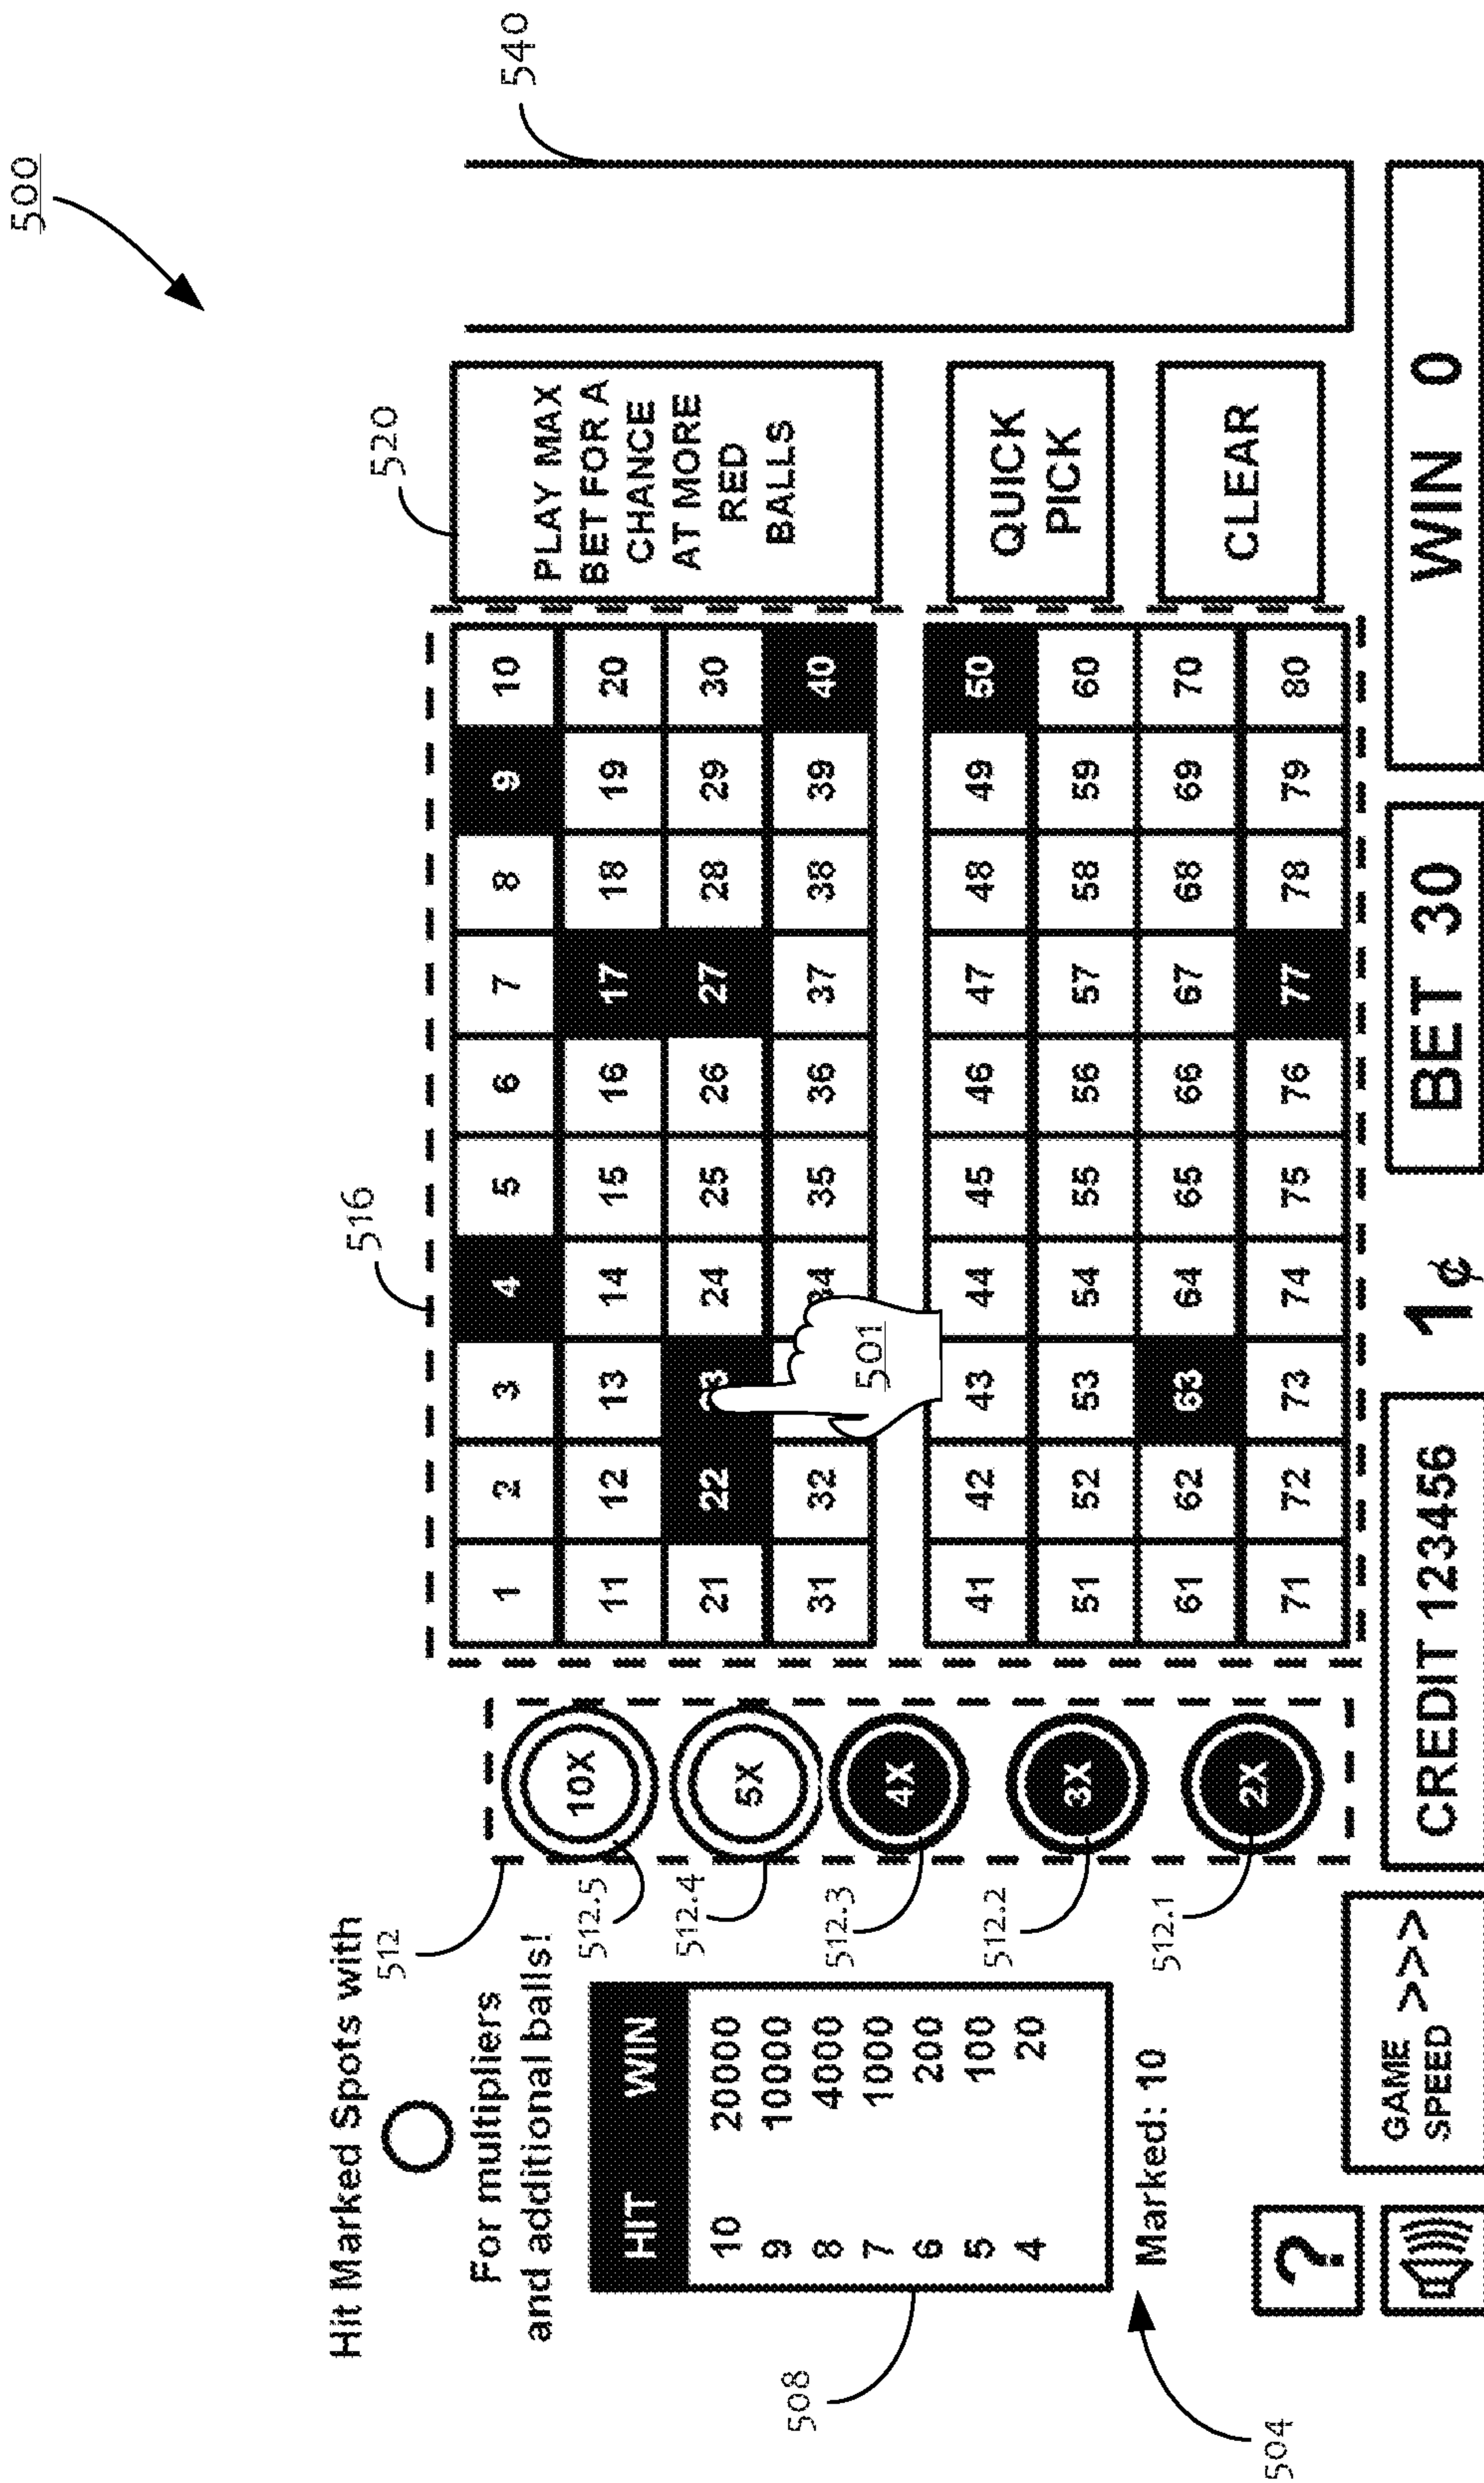 500
Hit Marked Spots with
For multipliers
and additional balls!
512
516
520
540
HIT WIN
10 20000
9 10000
8 4000
7 1000
6 200
5 100
4 20
Marked: 10
508
504
512.5
512.4
512.3
512.2
512.1
10X
5X
4X
3X
2X
1 2 3 4 5 6 7 8 9 10
11 12 13 14 15 16 17 18 19 20
21 22 24 25 26 27 28 29 30
31 32 35 36 37 38 39 40
501
41 42 43 44 45 46 47 48 49 50
51 52 53 54 55 56 57 58 59 60
61 62 63 64 65 66 67 68 69 70
71 72 73 74 75 76 77 78 79 80
PLAY MAX
BET FOR A
CHANCE
AT MORE
RED
BALLS
QUICK
PICK
CLEAR
?
GAME
SPEED >>>
CREDIT 123456
1¢
BET 30
WIN 0